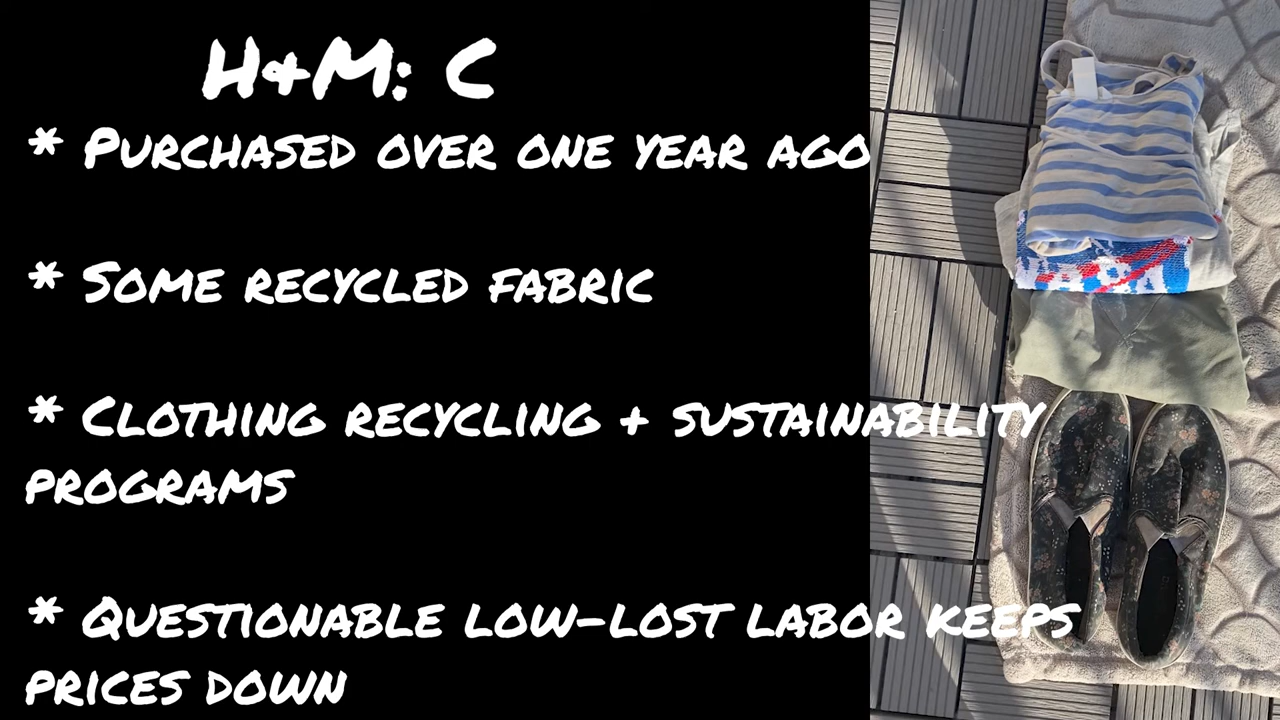 H&M: C
* Purchased over one year ago
* Some recycled fabric
* Clothing recycling + sustainability
programs
* Questionable low-lost labor keeps
prices down